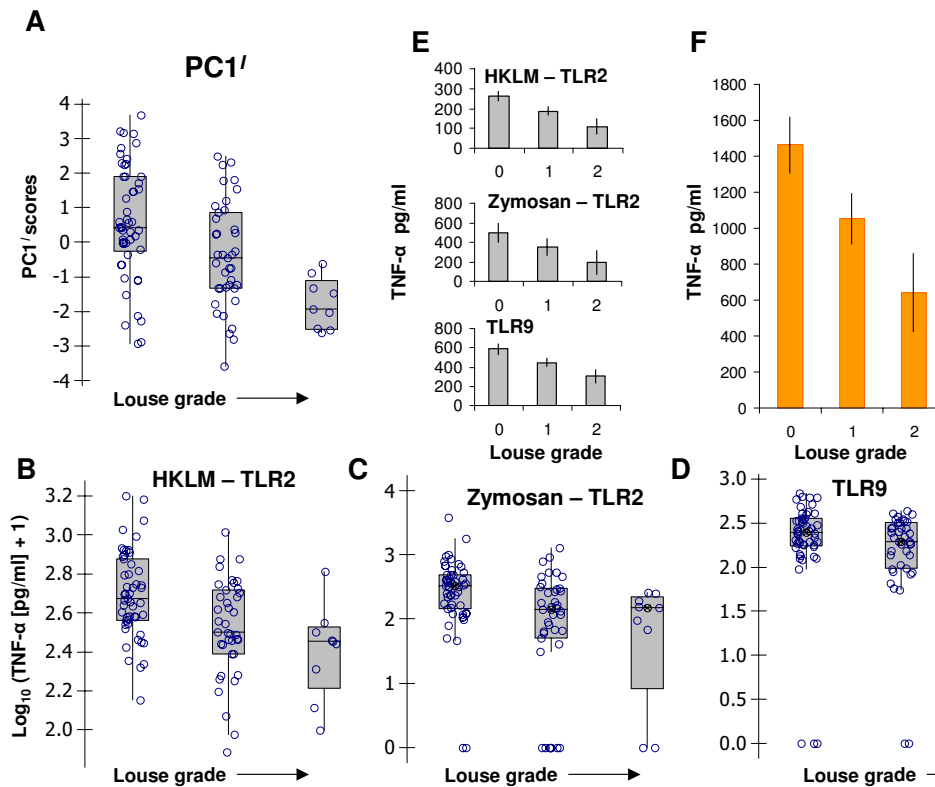 A
PC1ᴵ
PC1ᴵ scores
4
3
2
1
0
-1
-2
-3
-4
Louse grade
E
HKLM – TLR2
400
300
200
100
0
0 1 2
Zymosan – TLR2
800
600
400
200
0
0 1 2
TNF-α pg/ml
TLR9
800
600
400
200
0
0 1 2
Louse grade
F
TNF-α pg/ml
1800
1600
1400
1200
1000
800
600
400
200
0
0 1 2
Louse grade
B
HKLM – TLR2
Log₁₀ (TNF-α [pg/ml] + 1)
3.2
3.0
2.8
2.6
2.4
2.2
2.0
Louse grade
C
Zymosan – TLR2
4
3
2
1
0
Louse grade
D
TLR9
3.0
2.5
2.0
1.5
1.0
0.5
0.0
Louse grade